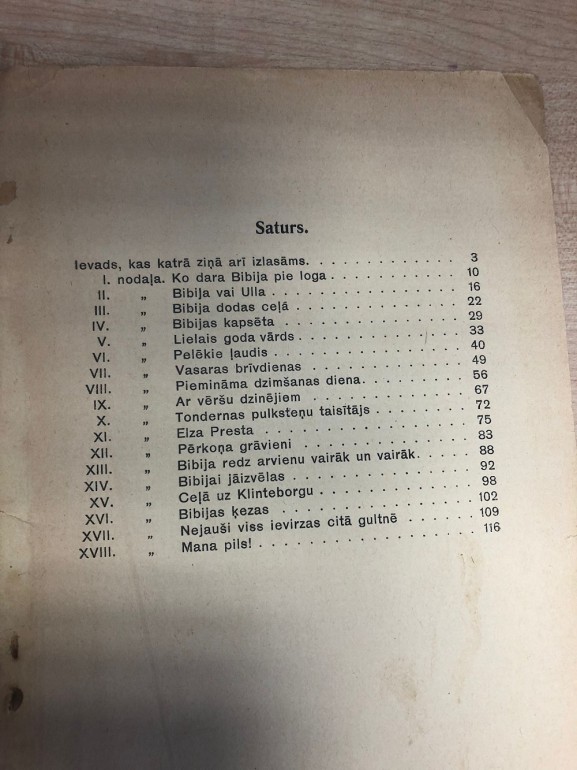 Saturs.
Ievads, kas katrā ziņā arī izlasāms. . . . . . . . . . . . . 3
I. nodaļa. Ko dara Bibija pie loga . . . . . . . . . . . 10
II. „ Bibija vai Ulla . . . . . . . . . . . . . 16
III. „ Bibija dodas ceļā . . . . . . . . . . . . 22
IV. „ Bibijas kapsēta . . . . . . . . . . . . . 29
V. „ Lielais goda vārds . . . . . . . . . . . . 33
VI. „ Pelēkie ļaudis . . . . . . . . . . . . . 40
VII. „ Vasaras brīvdienas . . . . . . . . . . . 49
VIII. „ Piemināma dzimšanas diena. . . . . . . . . 56
IX. „ Ar vēršu dzinējiem . . . . . . . . . . . 67
X. „ Tondernas pulksteņu taisītājs . . . . . . . . 72
XI. „ Elza Presta . . . . . . . . . . . . . . 75
XII. „ Pērkoņa grāvieni . . . . . . . . . . . . 83
XIII. „ Bibija redz arvienu vairāk un vairāk. . . . . . 88
XIV. „ Bibijai jāizvēlas . . . . . . . . . . . . 92
XV. „ Ceļā uz Klinteborgu . . . . . . . . . . . 98
XVI. „ Bibijas ķezas . . . . . . . . . . . . . 102
XVII. „ Nejauši viss ievirzas citā gultnē . . . . . . . 109
XVIII. „ Mana pils! . . . . . . . . . . . . . . 116